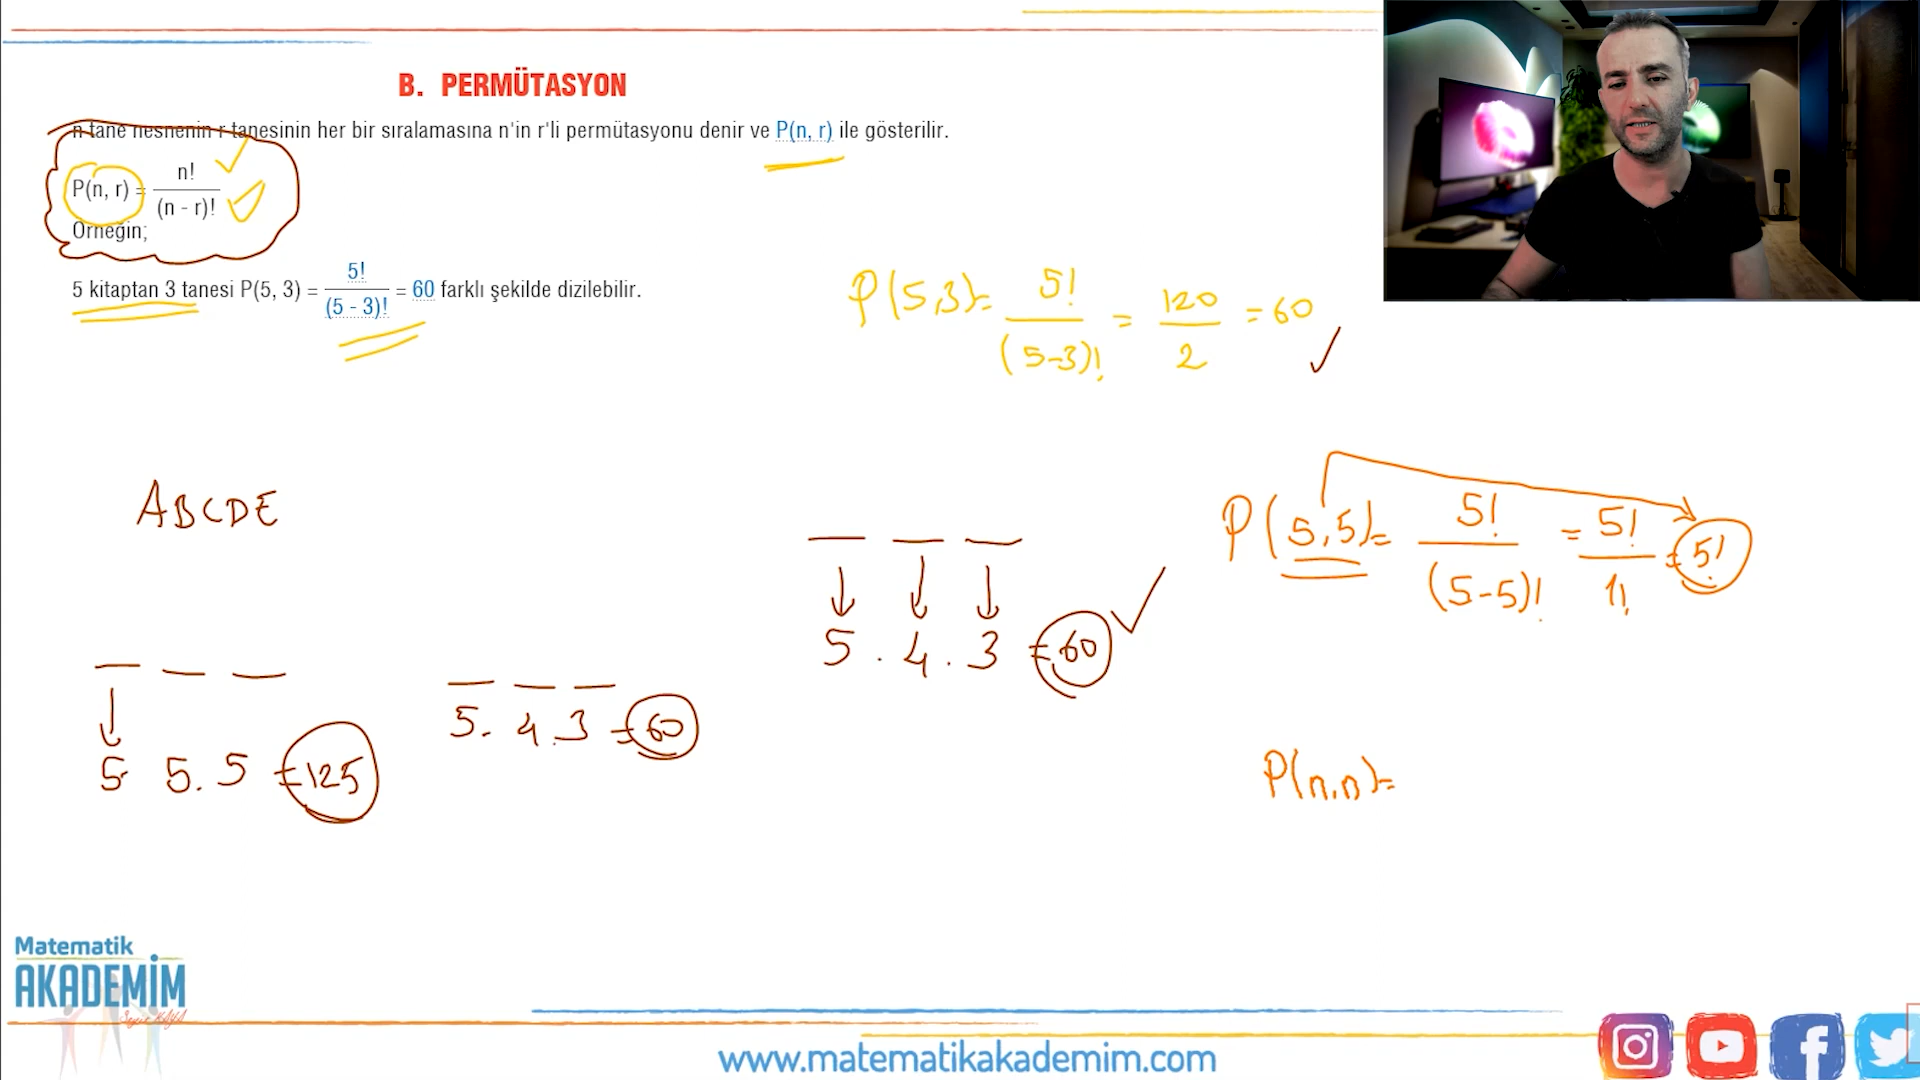 B. PERMÜTASYON
n tane nesnenin r tanesinin her bir sıralamasına n'in r'li permütasyonu denir ve P(n, r) ile gösterilir.
P(n, r) = n! / (n - r)!
Örneğin;
5 kitaptan 3 tanesi P(5, 3) = 5! / (5 - 3)! = 60 farklı şekilde dizilebilir.
P(5,3)= 5! / (5-3)! = 120 / 2 = 60
ABCDE
P(5,5)= 5! / (5-5)! = 5! / 1! = 5!
5 . 4 . 3 = 60
5. 4 . 3 = 60
5 5. 5 = 125
P(n,n)=
Matematik
AKADEMİM
Seyit KAYA
www.matematikakademim.com